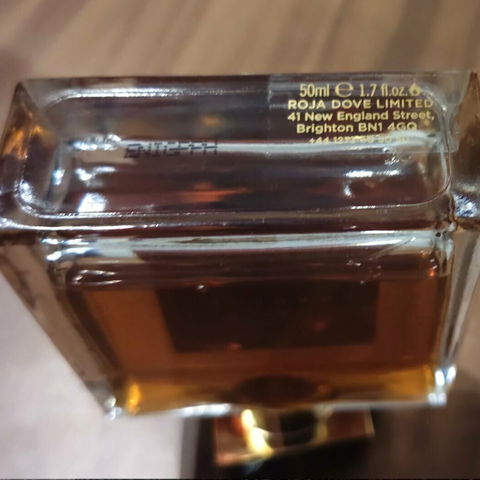 50ml ℮ 1.7 fl.oz.
ROJA DOVE LIMITED
41 New England Street,
Brighton BN1 4GQ